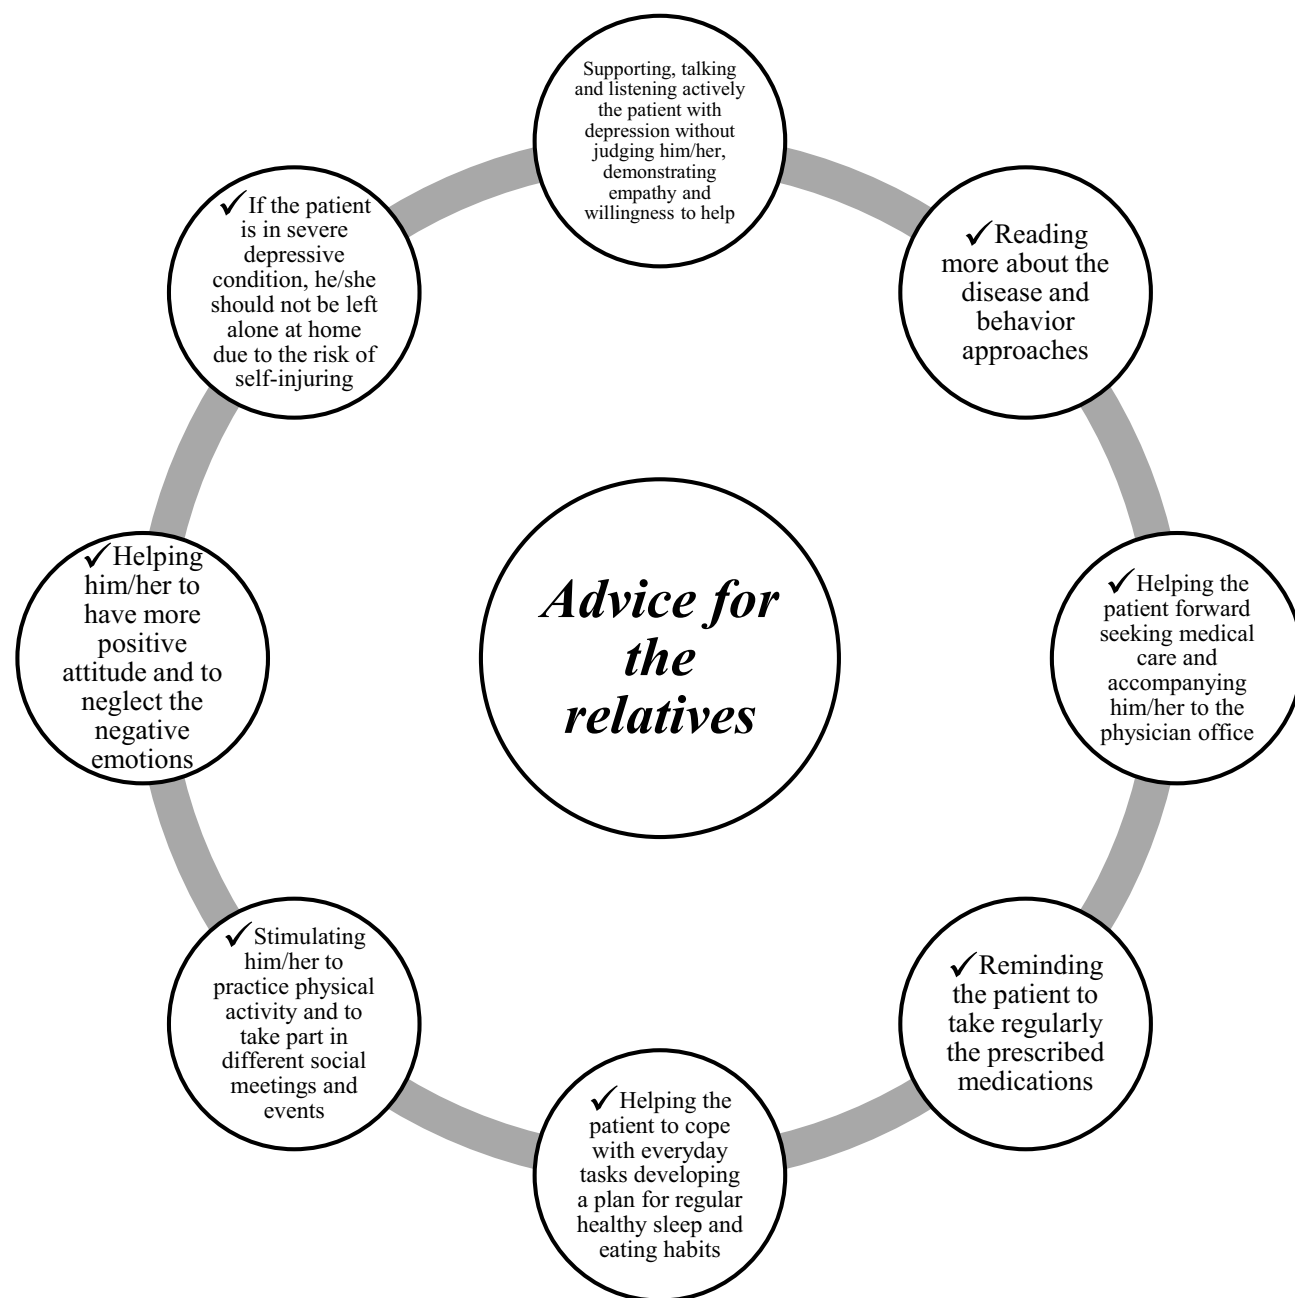 Supporting, talking
and listening actively
the patient with
depression without
judging him/her,
demonstrating
empathy and
willingness to help
✓Reading
more about the
disease and
behavior
approaches
✓Helping the
patient forward
seeking medical
care and
accompanying
him/her to the
physician office
✓Reminding
the patient to
take regularly
the prescribed
medications
✓Helping the
patient to cope
with everyday
tasks developing
a plan for regular
healthy sleep and
eating habits
✓Stimulating
him/her to
practice physical
activity and to
take part in
different social
meetings and
events
✓Helping
him/her to
have more
positive
attitude and to
neglect the
negative
emotions
✓If the patient
is in severe
depressive
condition, he/she
should not be left
alone at home
due to the risk of
self-injuring
Advice for
the
relatives